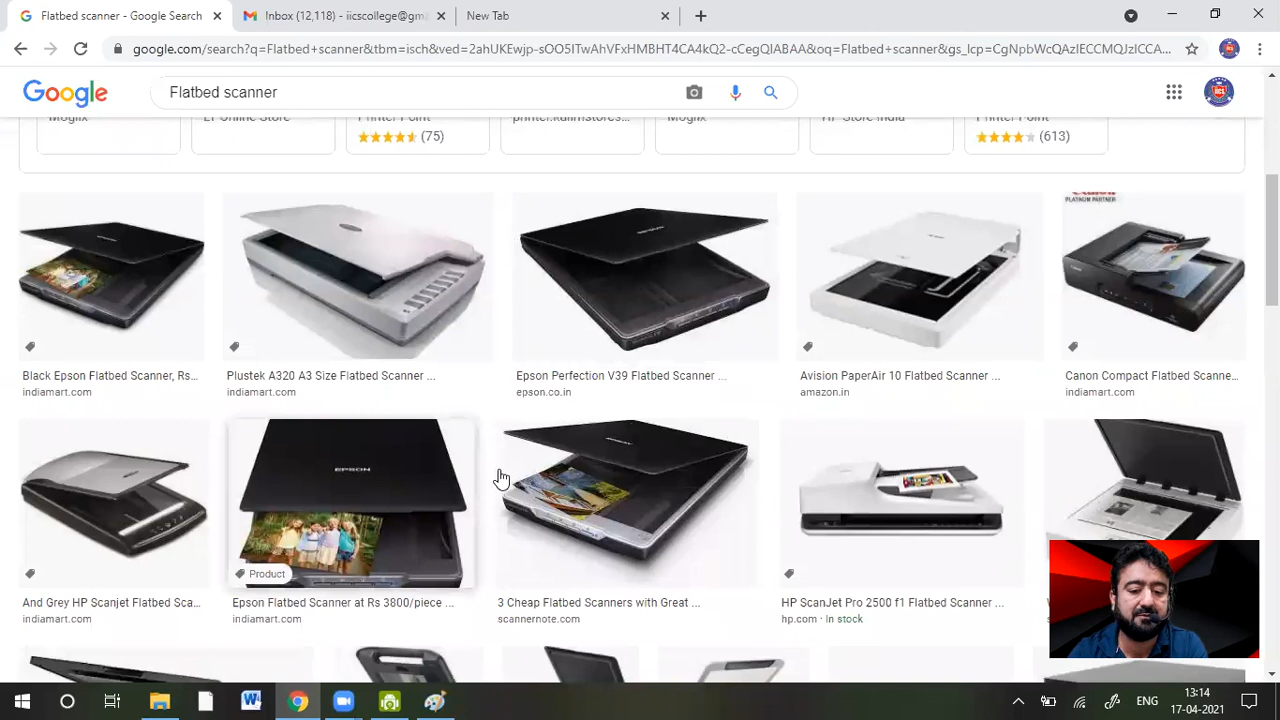 Flatbed scanner - Google Search
Inbox (12,118) - iicscollege@gm
New Tab
google.com/search?q=Flatbed+scanner&tbm=isch&ved=2ahUKEwjp-sOO5ITwAhVFxHMBHT4CA4kQ2-cCegQIABAA&oq=Flatbed+scanner&gs_lcp=CgNpbWcQAzIECCMQJzICCA...
Google
Flatbed scanner
Moglix
EY Online Store
Printer Point
printer.kalimstores...
Moglix
HP Store India
Printer Point
(75)
(613)
PLATINUM PARTNER
Black Epson Flatbed Scanner, Rs...
indiamart.com
Plustek A320 A3 Size Flatbed Scanner ...
indiamart.com
Epson Perfection V39 Flatbed Scanner ...
epson.co.in
Avision PaperAir 10 Flatbed Scanner ...
amazon.in
Canon Compact Flatbed Scanne...
indiamart.com
EPSON
Product
And Grey HP Scanjet Flatbed Sca...
indiamart.com
Epson Flatbed Scanner at Rs 3800/piece ...
indiamart.com
3 Cheap Flatbed Scanners with Great ...
scannernote.com
HP ScanJet Pro 2500 f1 Flatbed Scanner ...
hp.com · In stock
ENG
13:14
17-04-2021